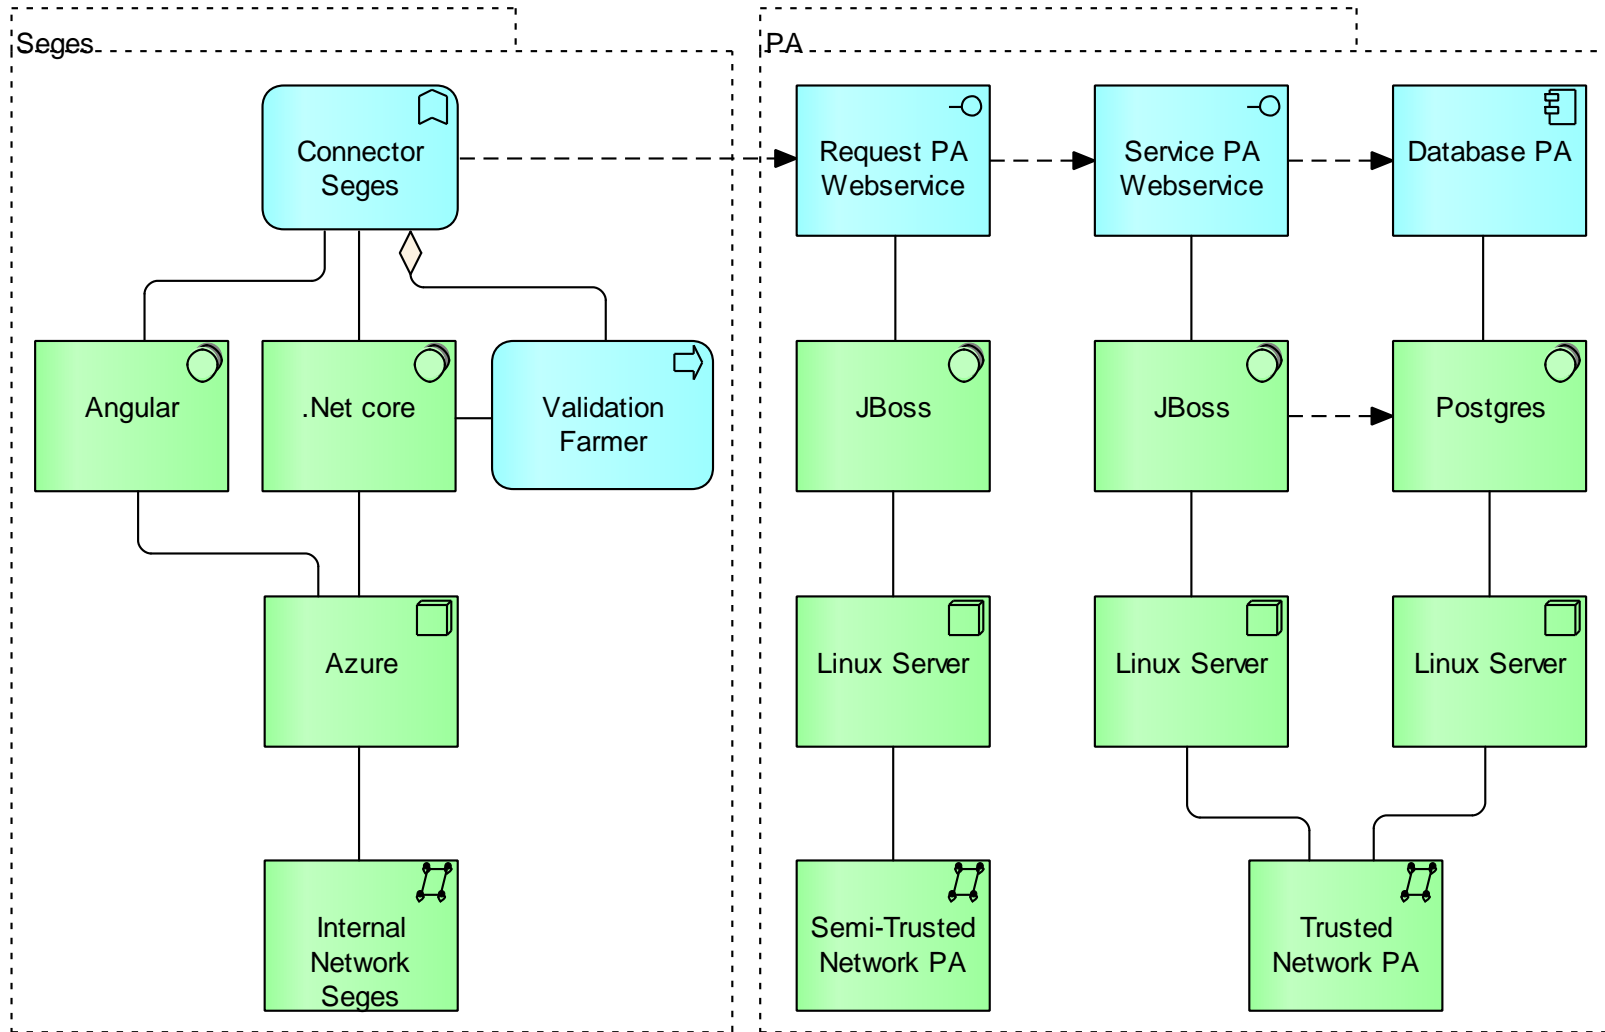 Seges
PA
Connector
Seges
Request PA
Webservice
Service PA
Webservice
Database PA
Angular
.Net core
Validation
Farmer
JBoss
JBoss
Postgres
Azure
Linux Server
Linux Server
Linux Server
Internal
Network
Seges
Semi-Trusted
Network PA
Trusted
Network PA